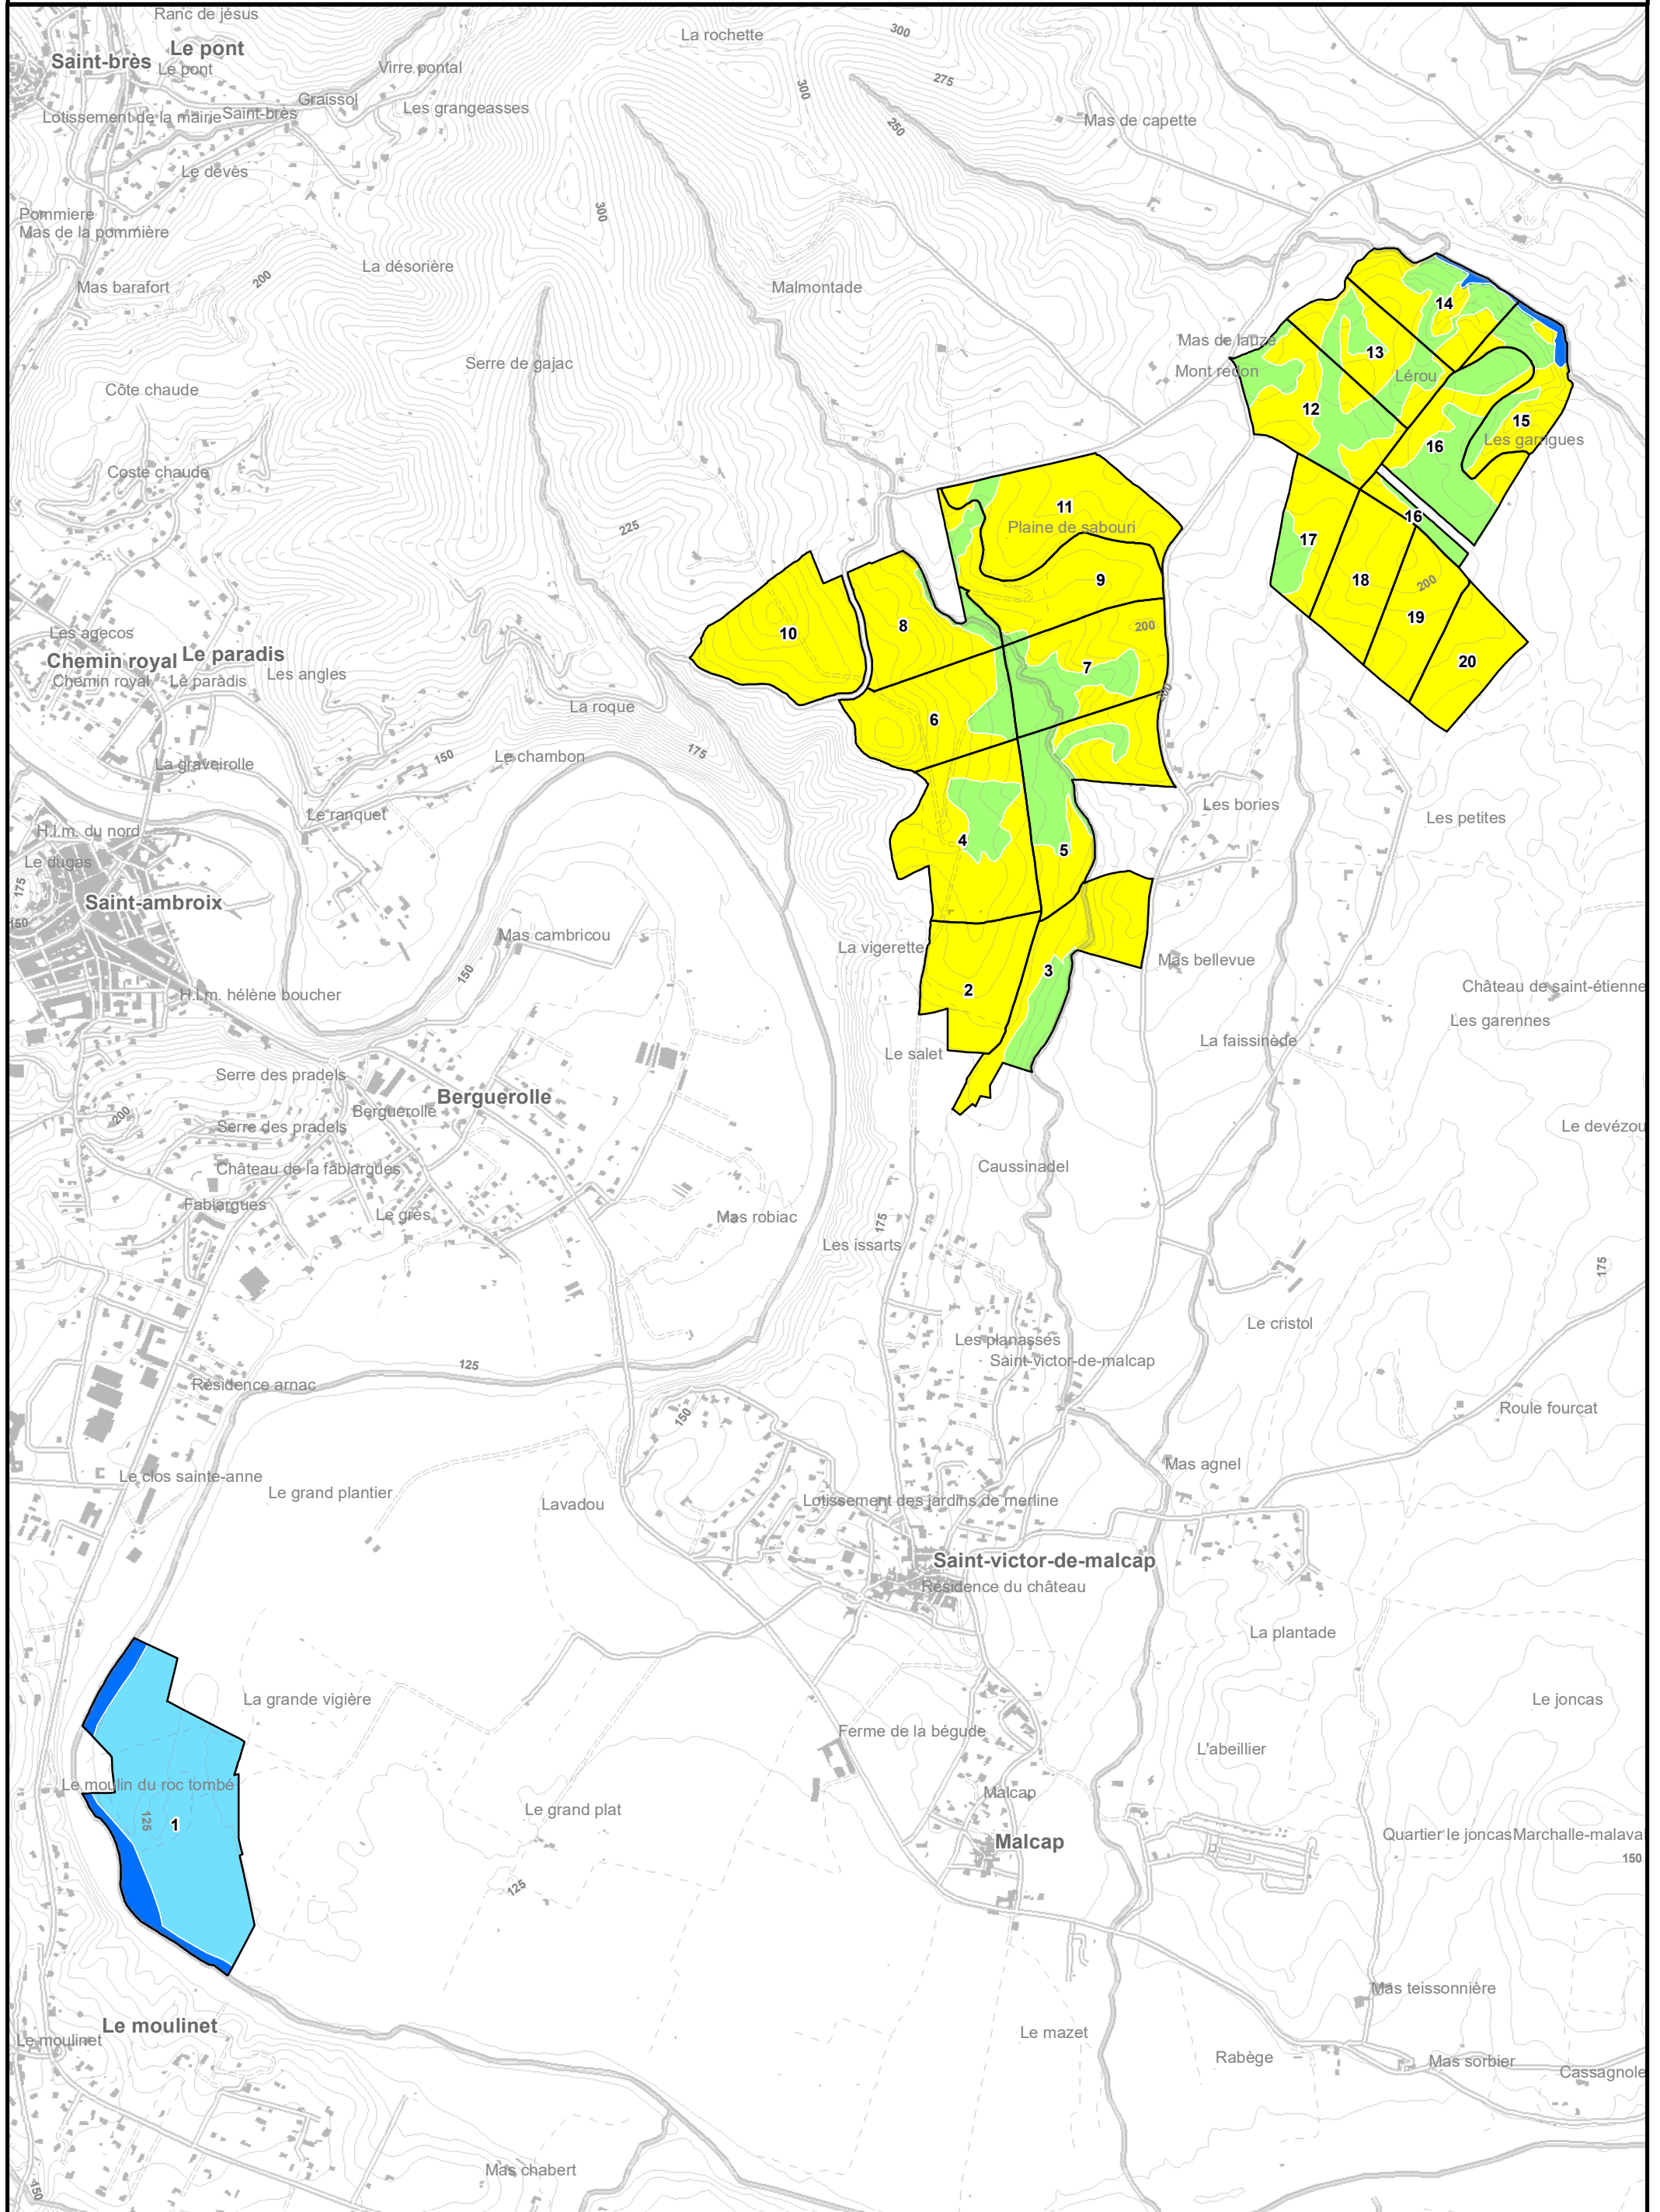 Ranc de jésus
La rochette
300
Le pont
Saint-brès
Le pont
Virre pontal
275
300
Graissol
Les grangeasses
Lotissement de la mairie
Saint-brès
Mas de capette
250
Le devès
Pommiere
300
Mas de la pommière
La désorière
200
Mas barafort
Malmontade
14
Mas de lauze
13
Serre de gajac
Mont redon
Lérou
Côte chaude
12
15
Les garrigues
16
Coste chaude
11
16
225
Plaine de sabouri
17
9
18
200
19
Les agecos
10
8
200
Chemin royal
Le paradis
20
Chemin royal
Le paradis
Les angles
7
200
La roque
6
175
150
Le chambon
La graveirolle
Les bories
Le ranquet
Les petites
H.l.m. du nord
4
5
Le dugas
175
Saint-ambroix
150
Mas cambricou
La vigerette
Mas bellevue
150
3
Château de saint-étienne
H.l.m. hélène boucher
2
Les garennes
La faissinède
Le salet
Serre des pradels
Berguerolle
Berguerolle
200
Serre des pradels
Le devézou
Château de la fabiargues
Caussinadel
Fabiargues
Le grès
Mas robiac
175
Les issarts
175
Le cristol
Les planasses
Saint-victor-de-malcap
125
Résidence arnac
150
Roule fourcat
Mas agnel
Le clos sainte-anne
Le grand plantier
Lavadou
Lotissement des jardins de merline
Saint-victor-de-malcap
Résidence du château
La plantade
La grande vigière
Le joncas
Ferme de la bégude
L'abeillier
Le moulin du roc tombé
Malcap
125
1
Le grand plat
Malcap
Quartier le joncas
Marchalle-malaval
150
125
Mas teissonnière
Le moulinet
Le moulinet
Le mazet
Rabège
Mas sorbier
Cassagnole
Mas chabert
150